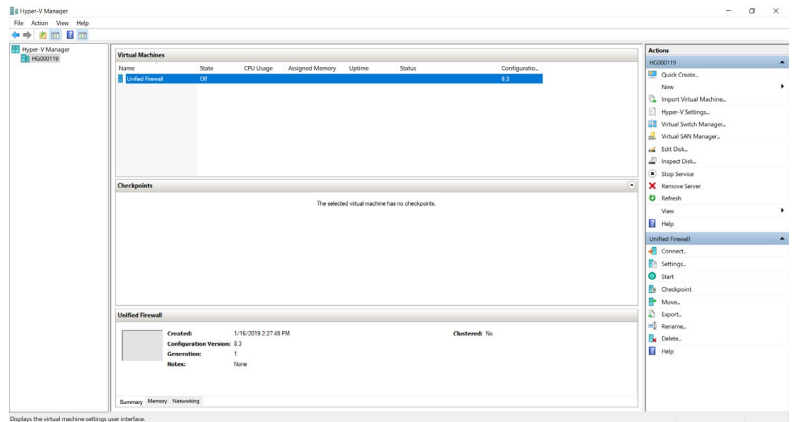 Hyper-V Manager
File Action View Help
Hyper-V Manager
HG000119
Virtual Machines
Name State CPU Usage Assigned Memory Uptime Status Configuratio...
Unified Firewall Off 8.3
Checkpoints
The selected virtual machine has no checkpoints.
Unified Firewall
Created: 1/16/2019 2:27:49 PM Clustered: No
Configuration Version: 8.3
Generation: 1
Notes: None
Summary Memory Networking
Actions
HG000119
Quick Create...
New
Import Virtual Machine...
Hyper-V Settings...
Virtual Switch Manager...
Virtual SAN Manager...
Edit Disk...
Inspect Disk...
Stop Service
Remove Server
Refresh
View
Help
Unified Firewall
Connect...
Settings...
Start
Checkpoint
Move...
Export...
Rename...
Delete...
Help
Displays the virtual machine settings user interface.